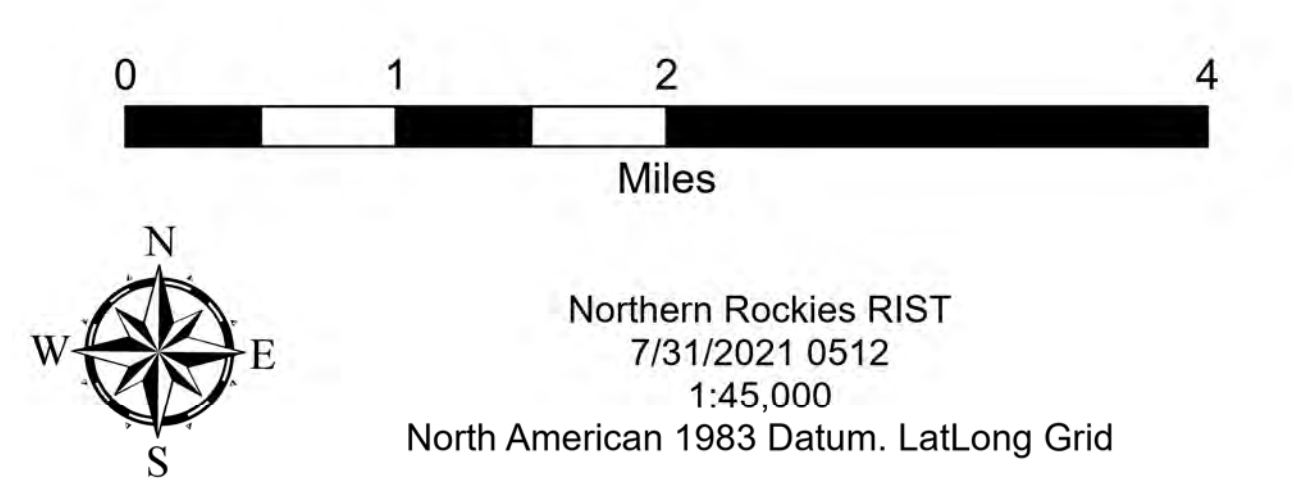 0 1 2 4
Miles
N
W E
S
Northern Rockies RIST
7/31/2021 0512
1:45,000
North American 1983 Datum. LatLong Grid